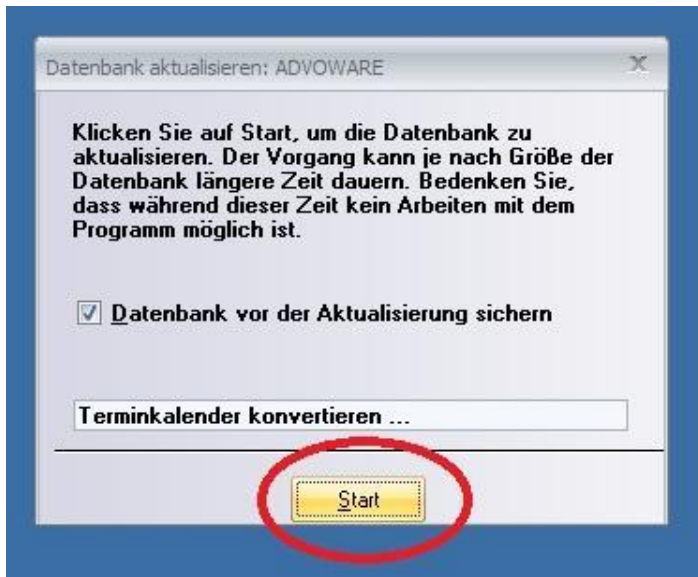 Datenbank aktualisieren: ADVOWARE
Klicken Sie auf Start, um die Datenbank zu
aktualisieren. Der Vorgang kann je nach Größe der
Datenbank längere Zeit dauern. Bedenken Sie,
dass während dieser Zeit kein Arbeiten mit dem
Programm möglich ist.
Datenbank vor der Aktualisierung sichern
Terminkalender konvertieren ...
Start